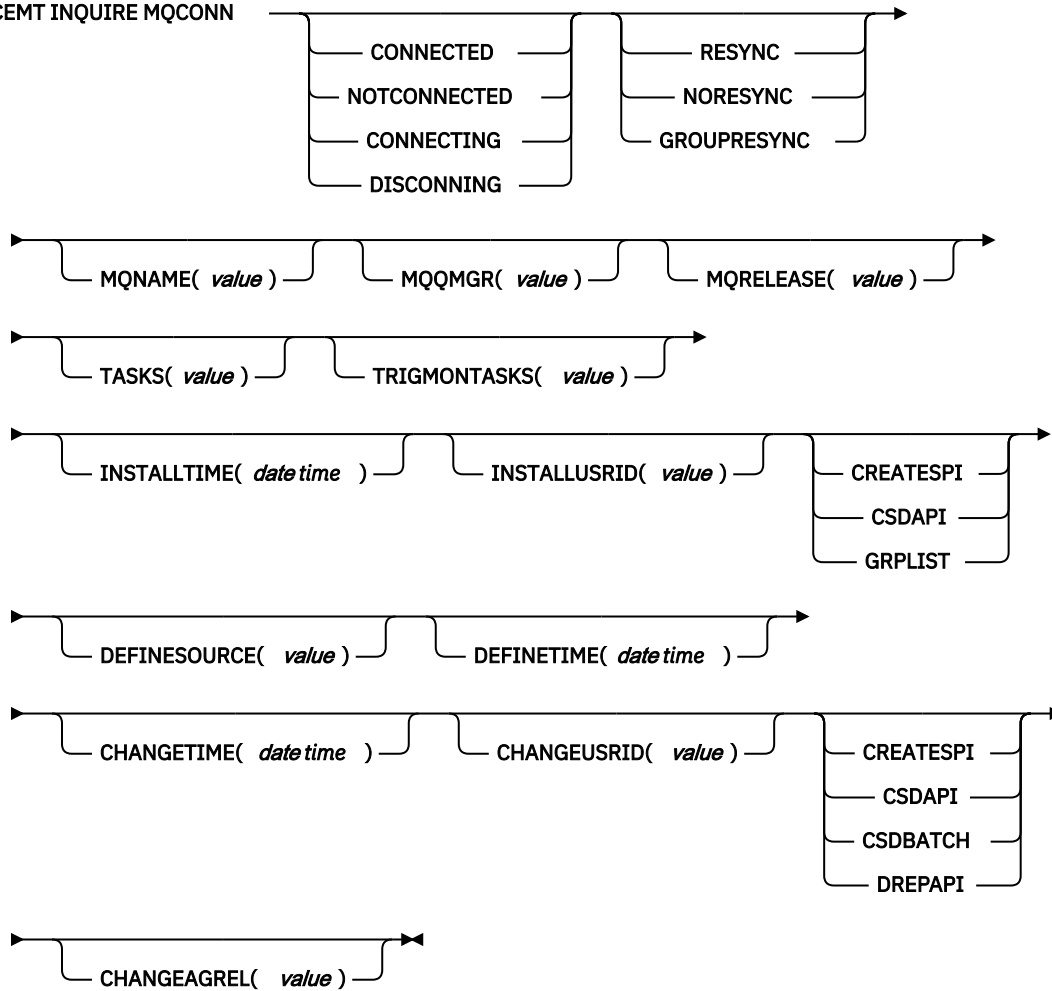 CEMT INQUIRE MQCONN
CONNECTED RESYNC
NOTCONNECTED NORESYNC
CONNECTING GROUPRESYNC
DISCONNING
MQNAME( value ) MQQMGR( value ) MQRELEASE( value )
TASKS( value ) TRIGMONTASKS( value )
INSTALLTIME( date time ) INSTALLUSRID( value ) CREATESPI
CSDAPI
GRPLIST
DEFINESOURCE( value ) DEFINETIME( date time )
CHANGETIME( date time ) CHANGEUSRID( value ) CREATESPI
CSDAPI
CSDBATCH
DREPAPI
CHANGEAGREL( value )